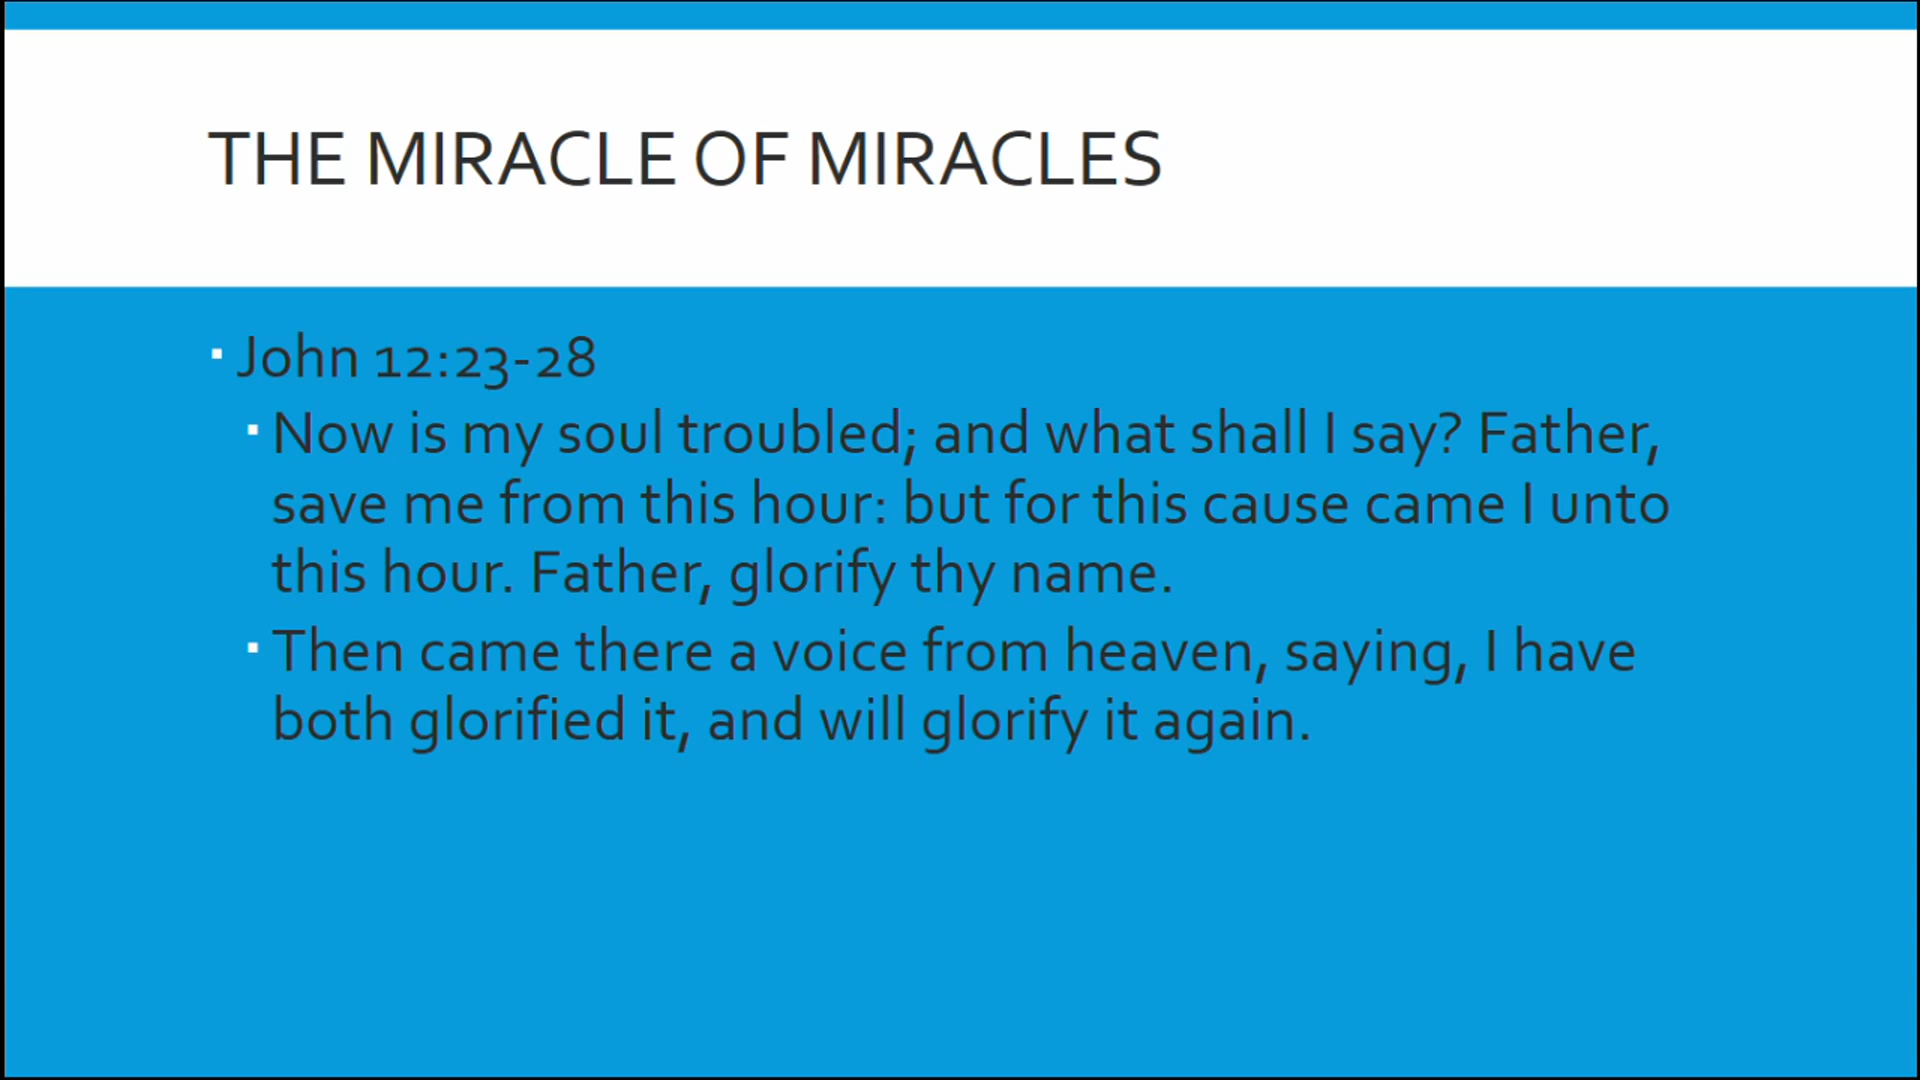 THE MIRACLE OF MIRACLES
▪ John 12:23-28
▪ Now is my soul troubled; and what shall I say? Father,
save me from this hour: but for this cause came I unto
this hour. Father, glorify thy name.
▪ Then came there a voice from heaven, saying, I have
both glorified it, and will glorify it again.